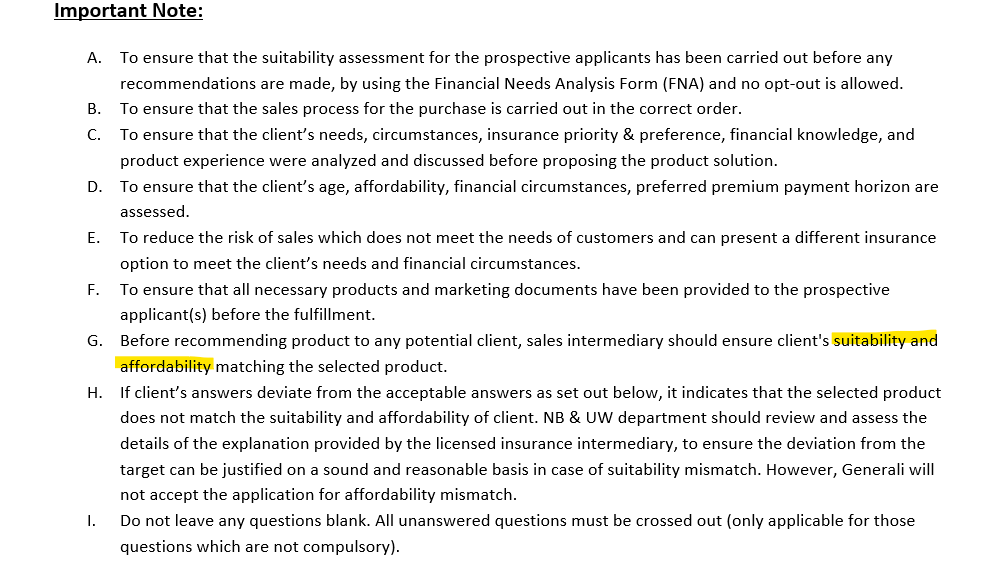 Important Note:
A. To ensure that the suitability assessment for the prospective applicants has been carried out before any
recommendations are made, by using the Financial Needs Analysis Form (FNA) and no opt-out is allowed.
B. To ensure that the sales process for the purchase is carried out in the correct order.
C. To ensure that the client’s needs, circumstances, insurance priority & preference, financial knowledge, and
product experience were analyzed and discussed before proposing the product solution.
D. To ensure that the client’s age, affordability, financial circumstances, preferred premium payment horizon are
assessed.
E. To reduce the risk of sales which does not meet the needs of customers and can present a different insurance
option to meet the client’s needs and financial circumstances.
F. To ensure that all necessary products and marketing documents have been provided to the prospective
applicant(s) before the fulfillment.
G. Before recommending product to any potential client, sales intermediary should ensure client's suitability and
affordability matching the selected product.
H. If client’s answers deviate from the acceptable answers as set out below, it indicates that the selected product
does not match the suitability and affordability of client. NB & UW department should review and assess the
details of the explanation provided by the licensed insurance intermediary, to ensure the deviation from the
target can be justified on a sound and reasonable basis in case of suitability mismatch. However, Generali will
not accept the application for affordability mismatch.
I. Do not leave any questions blank. All unanswered questions must be crossed out (only applicable for those
questions which are not compulsory).